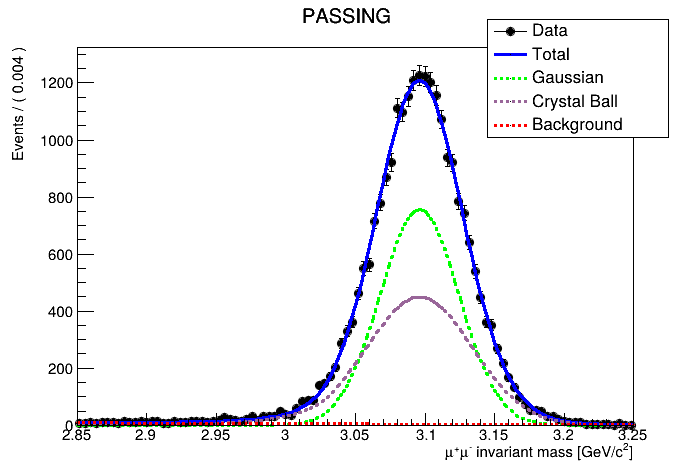 PASSING
Data
Total
Gaussian
Crystal Ball
Background
Events / ( 0.004 )
1200
1000
800
600
400
200
0
2.85 2.9 2.95 3 3.05 3.1 3.15 3.2 3.25
μ⁺μ⁻ invariant mass [GeV/c²]